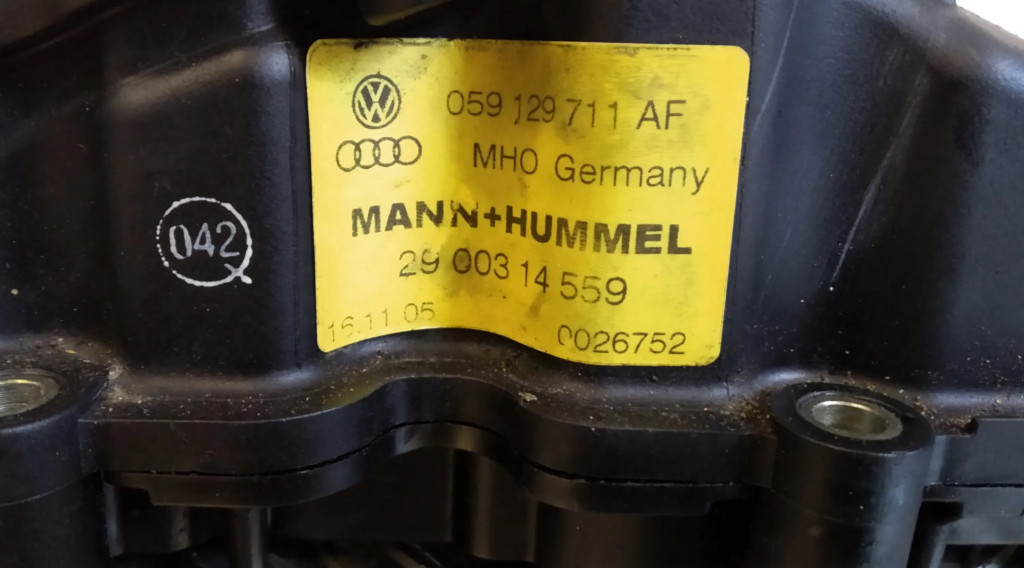 059 129 711 AF
MHO Germany
MANN+HUMMEL
29 003 14 559
16.11.05
0026752
042